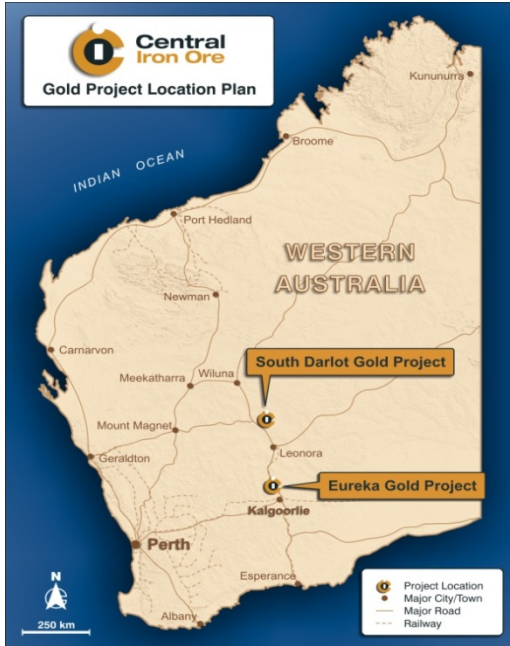 Central
Iron Ore
Gold Project Location Plan
Kununurra
Broome
INDIAN OCEAN
Port Hedland
WESTERN
AUSTRALIA
Newman
Carnarvon
South Darlot Gold Project
Wiluna
Meekatharra
Mount Magnet
Leonora
Geraldton
Eureka Gold Project
Kalgoorlie
Perth
Esperance
N
Albany
250 km
Project Location
Major City/Town
Major Road
Railway